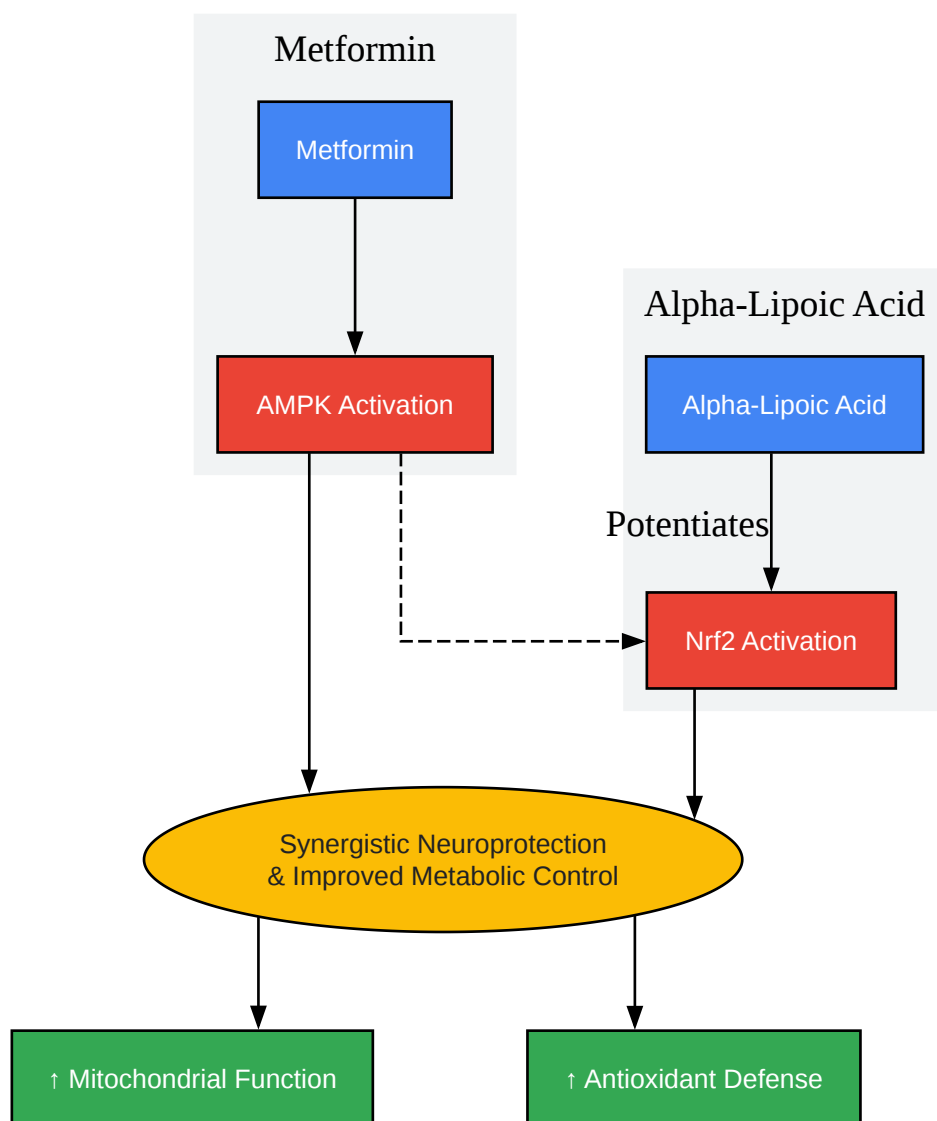 Metformin
Metformin
AMPK Activation
Alpha-Lipoic Acid
Alpha-Lipoic Acid
Potentiates
Nrf2 Activation
Synergistic Neuroprotection
& Improved Metabolic Control
↑ Mitochondrial Function
↑ Antioxidant Defense